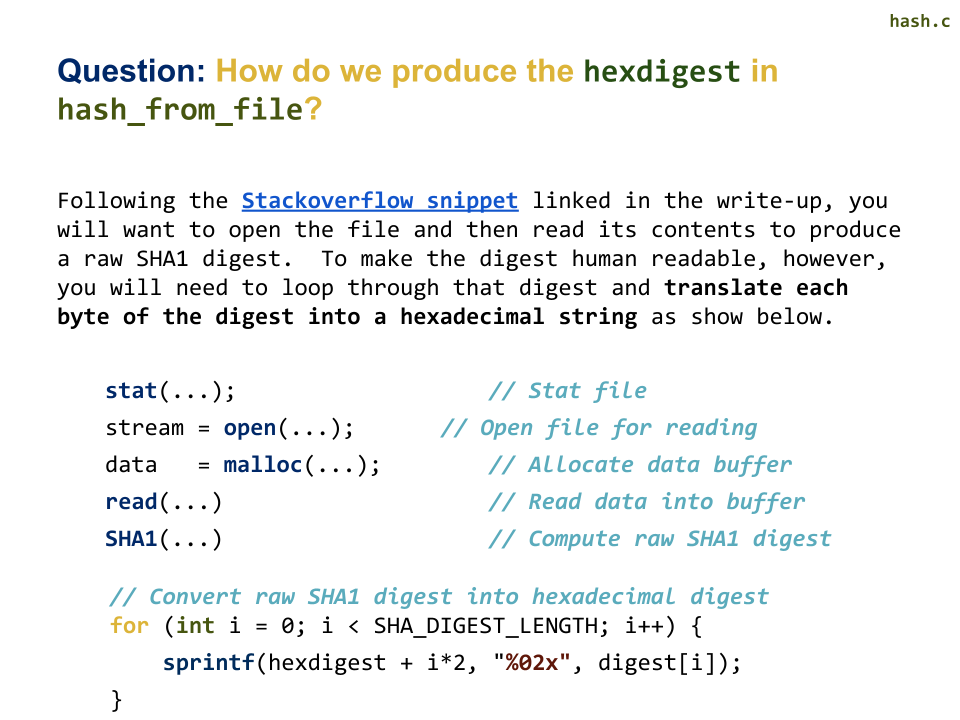 hash.c
Question: How do we produce the hexdigest in
hash_from_file?
Following the Stackoverflow snippet linked in the write-up, you
will want to open the file and then read its contents to produce
a raw SHA1 digest.  To make the digest human readable, however,
you will need to loop through that digest and translate each
byte of the digest into a hexadecimal string as show below.
stat(...); // Stat file
stream = open(...); // Open file for reading
data   = malloc(...); // Allocate data buffer
read(...) // Read data into buffer
SHA1(...) // Compute raw SHA1 digest
// Convert raw SHA1 digest into hexadecimal digest
for (int i = 0; i < SHA_DIGEST_LENGTH; i++) {
    sprintf(hexdigest + i*2, "%02x", digest[i]);
}